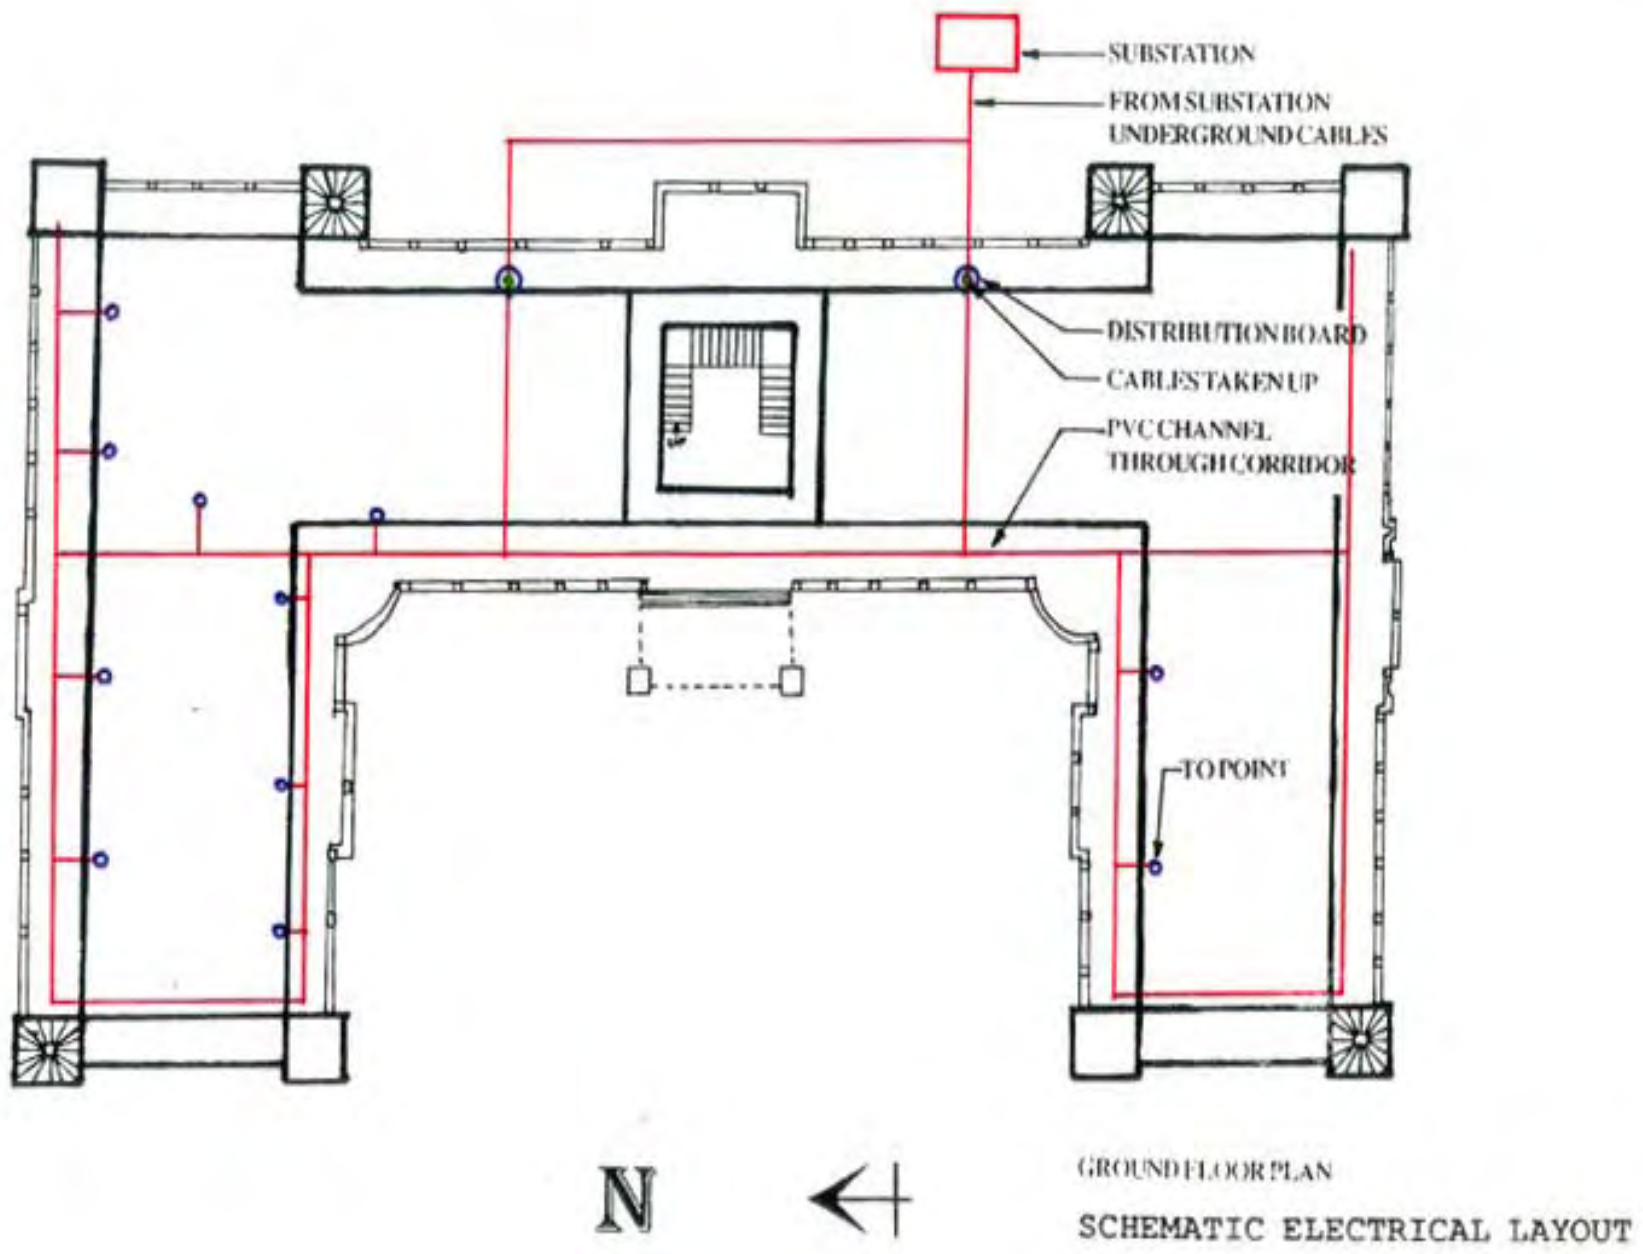 SUBSTATION
FROM SUBSTATION
UNDERGROUND CABLES
DISTRIBUTION BOARD
CABLES TAKEN UP
PVC CHANNEL
THROUGH CORRIDOR
UP
TO POINT
N
GROUND FLOOR PLAN
SCHEMATIC ELECTRICAL LAYOUT